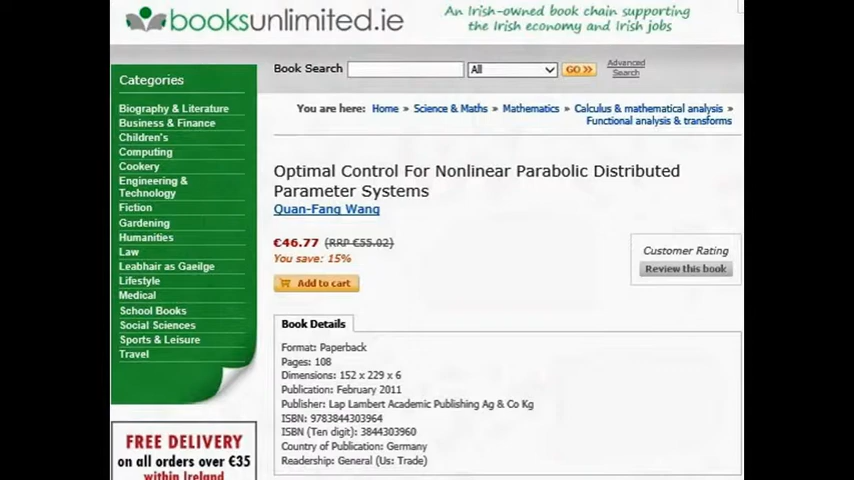 booksunlimited.ie
An Irish-owned book chain supporting
the Irish economy and Irish jobs
Book Search
All
GO >>
Advanced
Search
Categories
Biography & Literature
Business & Finance
Children's
Computing
Cookery
Engineering &
Technology
Fiction
Gardening
Humanities
Law
Leabhair as Gaeilge
Lifestyle
Medical
School Books
Social Sciences
Sports & Leisure
Travel
FREE DELIVERY
on all orders over €35
within Ireland
You are here: Home » Science & Maths » Mathematics » Calculus & mathematical analysis »
Functional analysis & transforms
Optimal Control For Nonlinear Parabolic Distributed
Parameter Systems
Quan-Fang Wang
€46.77 (RRP €55.02)
You save: 15%
Add to cart
Customer Rating
Review this book
Book Details
Format: Paperback
Pages: 108
Dimensions: 152 x 229 x 6
Publication: February 2011
Publisher: Lap Lambert Academic Publishing Ag & Co Kg
ISBN: 9783844303964
ISBN (Ten digit): 3844303960
Country of Publication: Germany
Readership: General (Us: Trade)